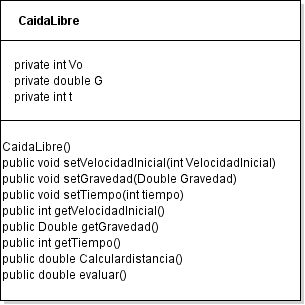 CaidaLibre
private int Vo
private double G
private int t
CaidaLibre()
public void setVelocidadInicial(int VelocidadInicial)
public void setGravedad(Double Gravedad)
public void setTiempo(int tiempo)
public int getVelocidadInicial()
public Double getGravedad()
public int getTiempo()
public double Calculardistancia()
public double evaluar()